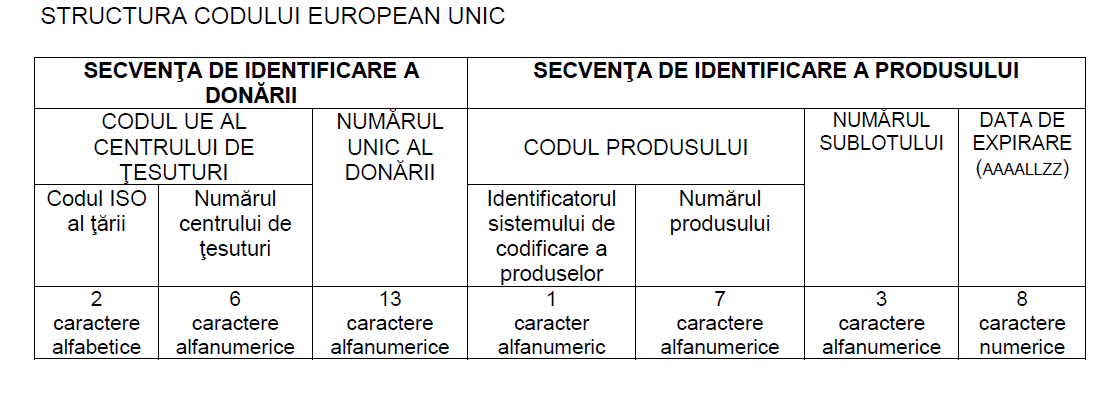 STRUCTURA CODULUI EUROPEAN UNIC
SECVENŢA DE IDENTIFICARE A
DONĂRII
SECVENŢA DE IDENTIFICARE A PRODUSULUI
CODUL UE AL
CENTRULUI DE
ŢESUTURI
NUMĂRUL
UNIC AL
DONĂRII
CODUL PRODUSULUI
NUMĂRUL
SUBLOTULUI
DATA DE
EXPIRARE
(AAAALLZZ)
Codul ISO
al ţării
Numărul
centrului de
ţesuturi
Identificatorul
sistemului de
codificare a
produselor
Numărul
produsului
2
caractere
alfabetice
6
caractere
alfanumerice
13
caractere
alfanumerice
1
caracter
alfanumeric
7
caractere
alfanumerice
3
caractere
alfanumerice
8
caractere
numerice